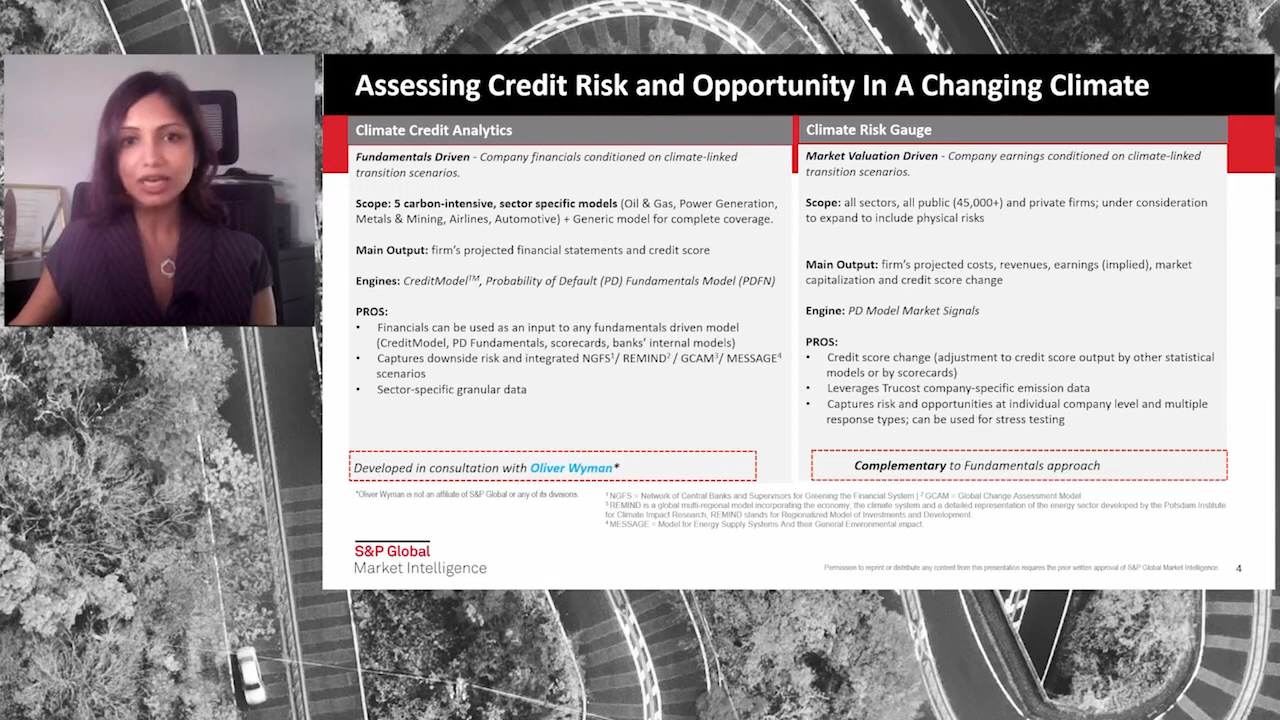 Assessing Credit Risk and Opportunity In A Changing Climate
Climate Credit Analytics
Fundamentals Driven - Company financials conditioned on climate-linked
transition scenarios.
Scope: 5 carbon-intensive, sector specific models (Oil & Gas, Power Generation,
Metals & Mining, Airlines, Automotive) + Generic model for complete coverage.
Main Output: firm's projected financial statements and credit score
Engines: CreditModel™, Probability of Default (PD) Fundamentals Model (PDFN)
PROS:
• Financials can be used as an input to any fundamentals driven model
(CreditModel, PD Fundamentals, scorecards, banks' internal models)
• Captures downside risk and integrated NGFS¹/ REMIND² / GCAM³/ MESSAGE⁴
scenarios
• Sector-specific granular data
Developed in consultation with Oliver Wyman*
Climate Risk Gauge
Market Valuation Driven - Company earnings conditioned on climate-linked
transition scenarios.
Scope: all sectors, all public (45,000+) and private firms; under consideration
to expand to include physical risks
Main Output: firm's projected costs, revenues, earnings (implied), market
capitalization and credit score change
Engine: PD Model Market Signals
PROS:
• Credit score change (adjustment to credit score output by other statistical
models or by scorecards)
• Leverages Trucost company-specific emission data
• Captures risk and opportunities at individual company level and multiple
response types; can be used for stress testing
Complementary to Fundamentals approach
*Oliver Wyman is not an affiliate of S&P Global or any of its divisions.
¹ NGFS = Network of Central Banks and Supervisors for Greening the Financial System | ² GCAM = Global Change Assessment Model
³ REMIND is a global multi-regional model incorporating the economy, the climate system and a detailed representation of the energy sector developed by the Potsdam Institute
for Climate Impact Research, REMIND stands for Regionalized Model of Investments and Development.
⁴ MESSAGE = Model for Energy Supply Systems And their General Environmental impact.
S&P Global
Market Intelligence
Permission to reprint or distribute any content from this presentation requires the prior written approval of S&P Global Market Intelligence.
4